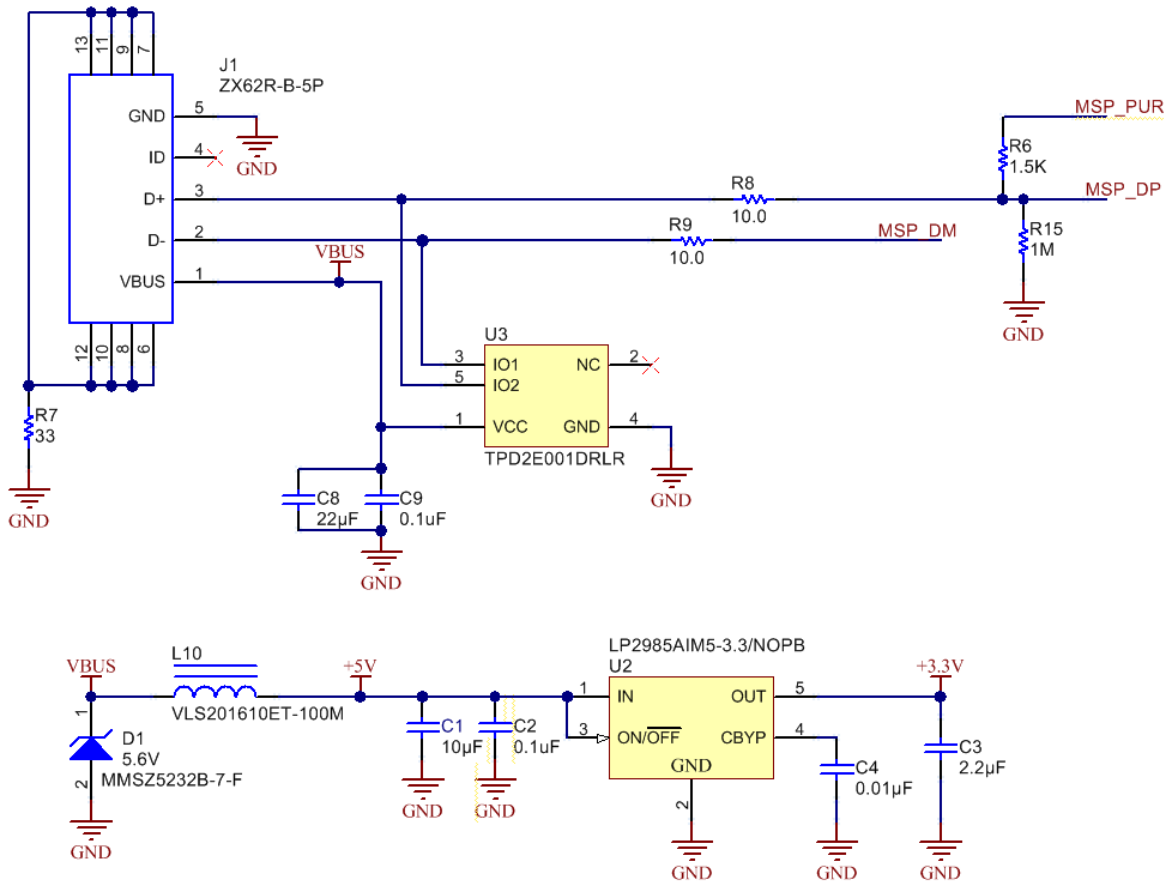 13
11
9
7
J1
ZX62R-B-5P
GND 5
GND
ID 4
D+ 3
D- 2
VBUS 1
VBUS
12
10
8
6
R7
33
GND
R8
10.0
R9
10.0
MSP_DM
MSP_PUR
R6
1.5K
MSP_DP
R15
1M
GND
U3
3 IO1 NC 2
5 IO2
1 VCC GND 4
TPD2E001DRLR
GND
C8
22µF
C9
0.1uF
GND
VBUS
1
D1
5.6V
MMSZ5232B-7-F
2
GND
L10
VLS201610ET-100M
+5V
C1
10µF
GND
C2
0.1uF
GND
LP2985AIM5-3.3/NOPB
U2
1 IN OUT 5
3 ON/OFF CBYP 4
GND
2
GND
C4
0.01µF
GND
+3.3V
C3
2.2µF
GND